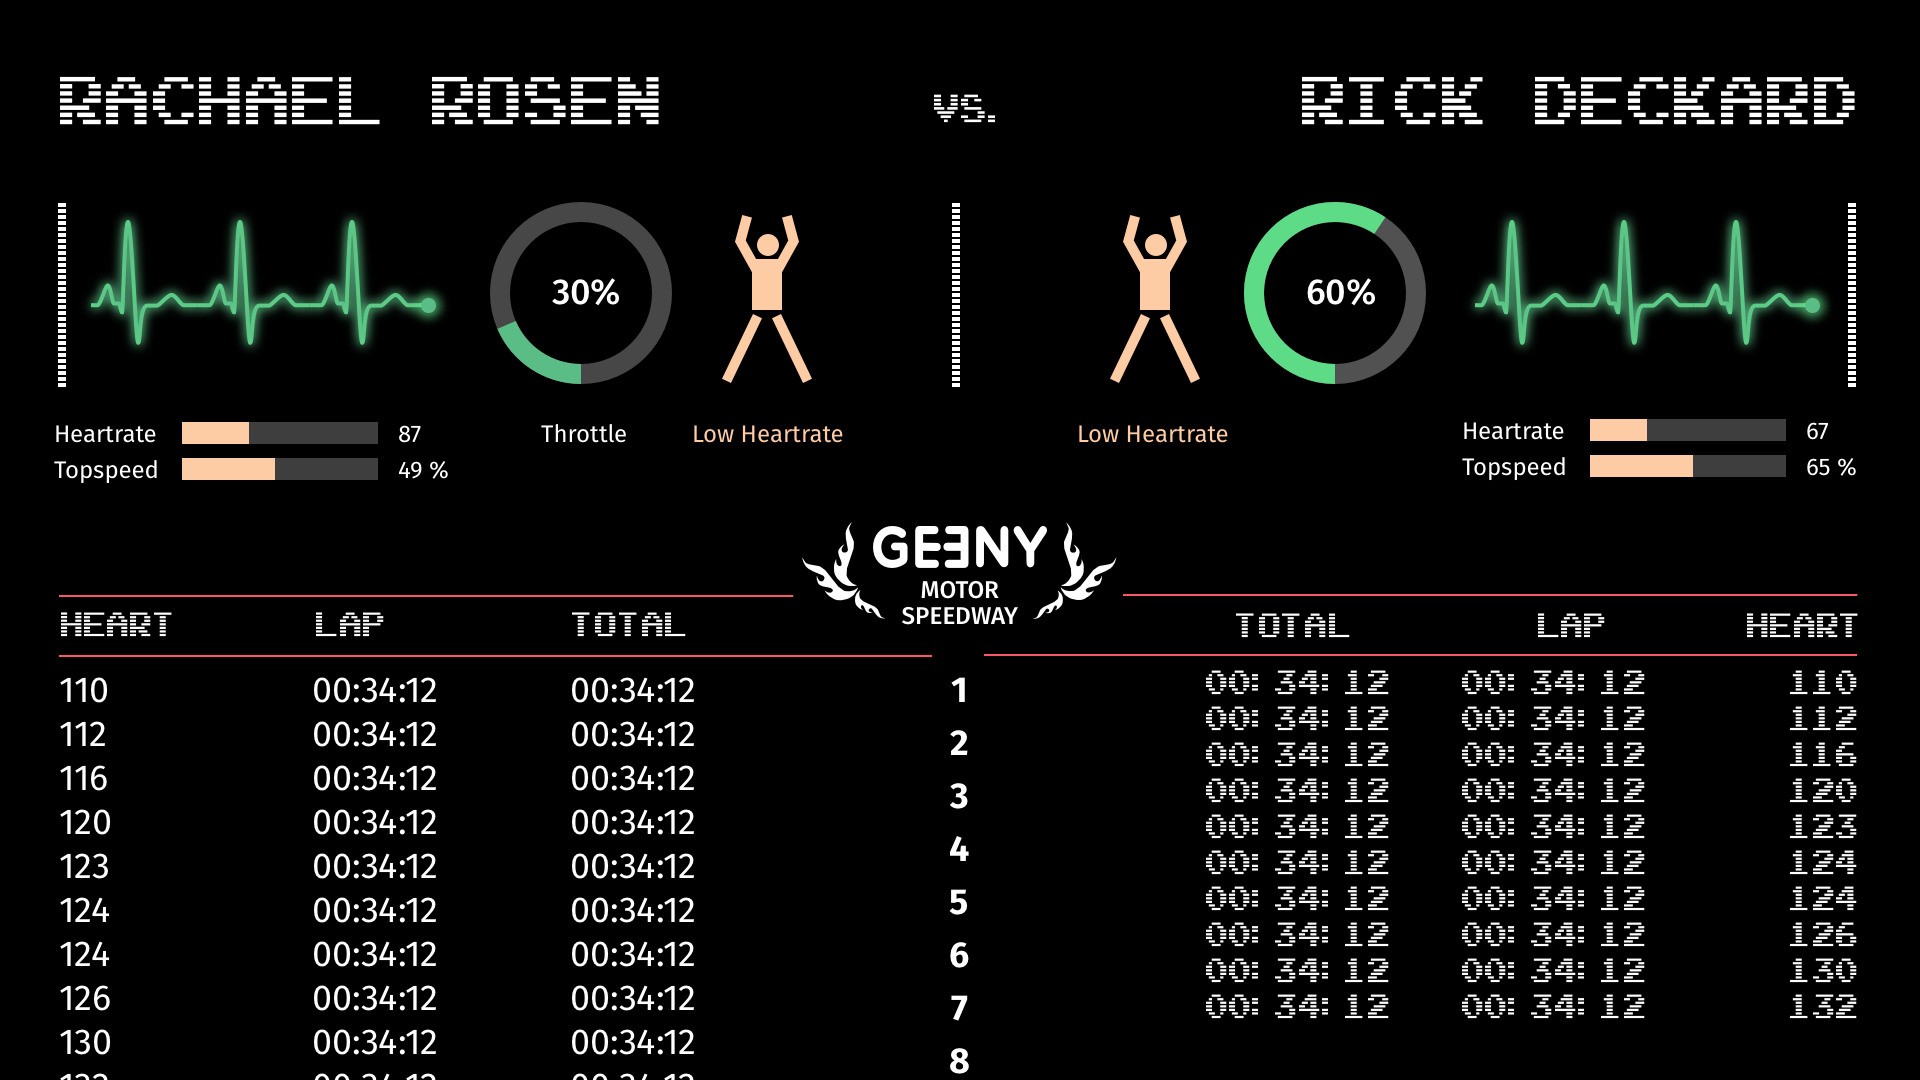 RACHAEL ROSEN vs. RICK DECKARD
30% 60%
Heartrate 87 Throttle Low Heartrate Low Heartrate Heartrate 67
Topspeed 49 % Topspeed 65 %
GEENY
MOTOR
SPEEDWAY
HEART LAP TOTAL TOTAL LAP HEART
110 00:34:12 00:34:12 1 00: 34: 12 00: 34: 12 110
112 00:34:12 00:34:12 2 00: 34: 12 00: 34: 12 112
116 00:34:12 00:34:12 3 00: 34: 12 00: 34: 12 116
120 00:34:12 00:34:12 4 00: 34: 12 00: 34: 12 120
123 00:34:12 00:34:12 5 00: 34: 12 00: 34: 12 123
124 00:34:12 00:34:12 6 00: 34: 12 00: 34: 12 124
124 00:34:12 00:34:12 7 00: 34: 12 00: 34: 12 124
126 00:34:12 00:34:12 8 00: 34: 12 00: 34: 12 126
130 00:34:12 00:34:12 00: 34: 12 00: 34: 12 130
00: 34: 12 00: 34: 12 132